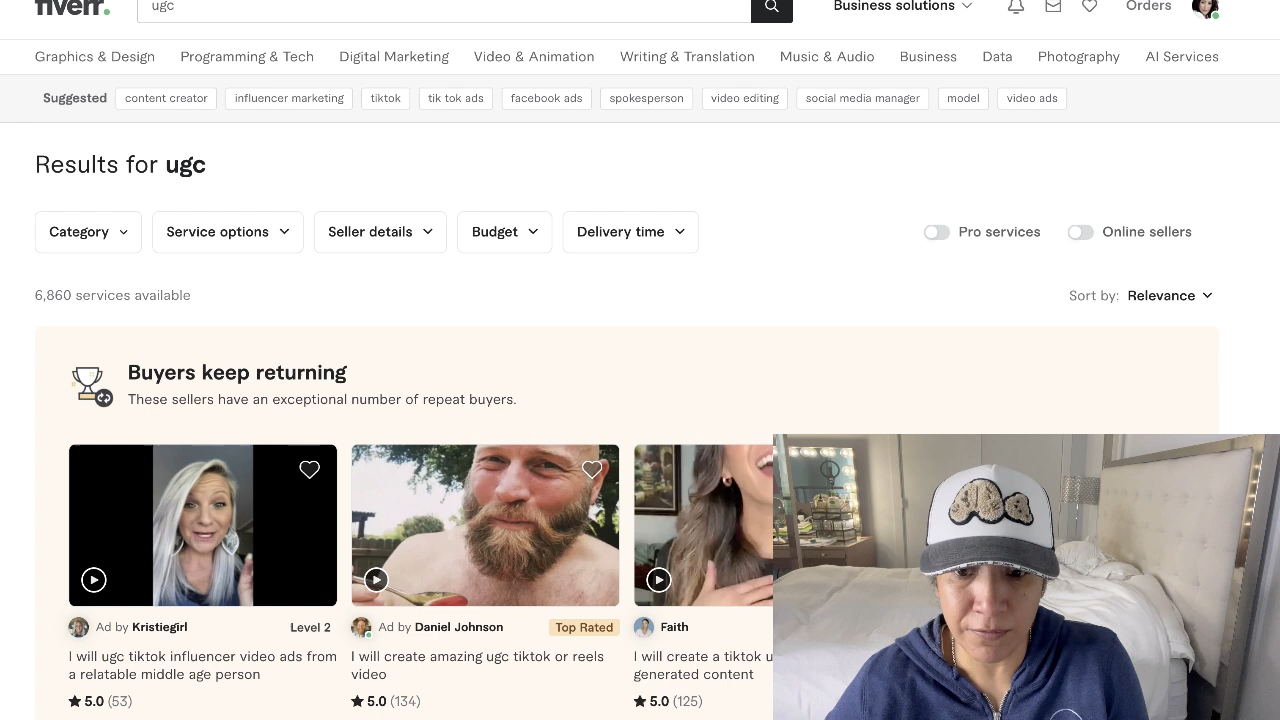 fiverr.
ugc
Business solutions
Orders
Graphics & Design Programming & Tech Digital Marketing Video & Animation Writing & Translation Music & Audio Business Data Photography AI Services
Suggested content creator influencer marketing tiktok tik tok ads facebook ads spokesperson video editing social media manager model video ads
Results for ugc
Category Service options Seller details Budget Delivery time Pro services Online sellers
6,860 services available Sort by: Relevance
Buyers keep returning
These sellers have an exceptional number of repeat buyers.
Ad by Kristiegirl Level 2
I will ugc tiktok influencer video ads from
a relatable middle age person
5.0 (53)
Ad by Daniel Johnson Top Rated
I will create amazing ugc tiktok or reels
video
5.0 (134)
Faith
I will create a tiktok u
generated content
5.0 (125)